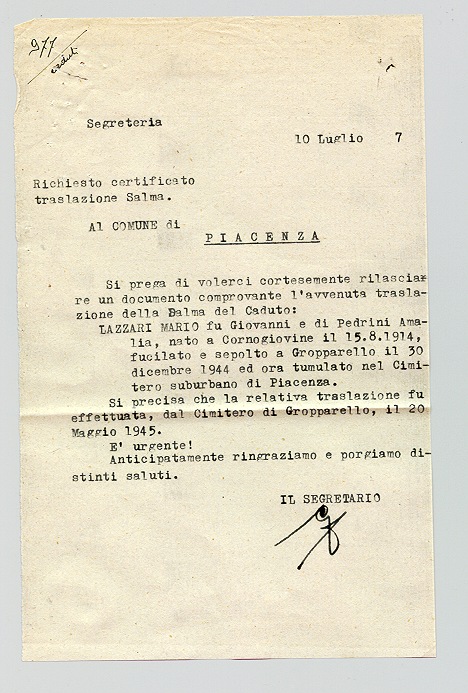 977
caduti
Segreteria
10 Luglio 7
Richiesto certificato
traslazione Salma.
Al COMUNE di
PIACENZA
Si prega di volerci cortesemente rilasciar
re un documento comprovante l'avvenuta trasla-
zione della Salma del Caduto:
LAZZARI MARIO fu Giovanni e di Pedrini Ama-
lia, nato a Cornogiovine il 15.8.1914,
fucilato e sepolto a Gropparello il 30
dicembre 1944 ed ora tumulato nel Cimi-
tero suburbano di Piacenza.
Si precisa che la relativa traslazione fu
effettuata, dal Cimitero di Gropparello, il 20
Maggio 1945.
E' urgente!
Anticipatamente ringraziamo e porgiamo di-
stinti saluti.
IL SEGRETARIO